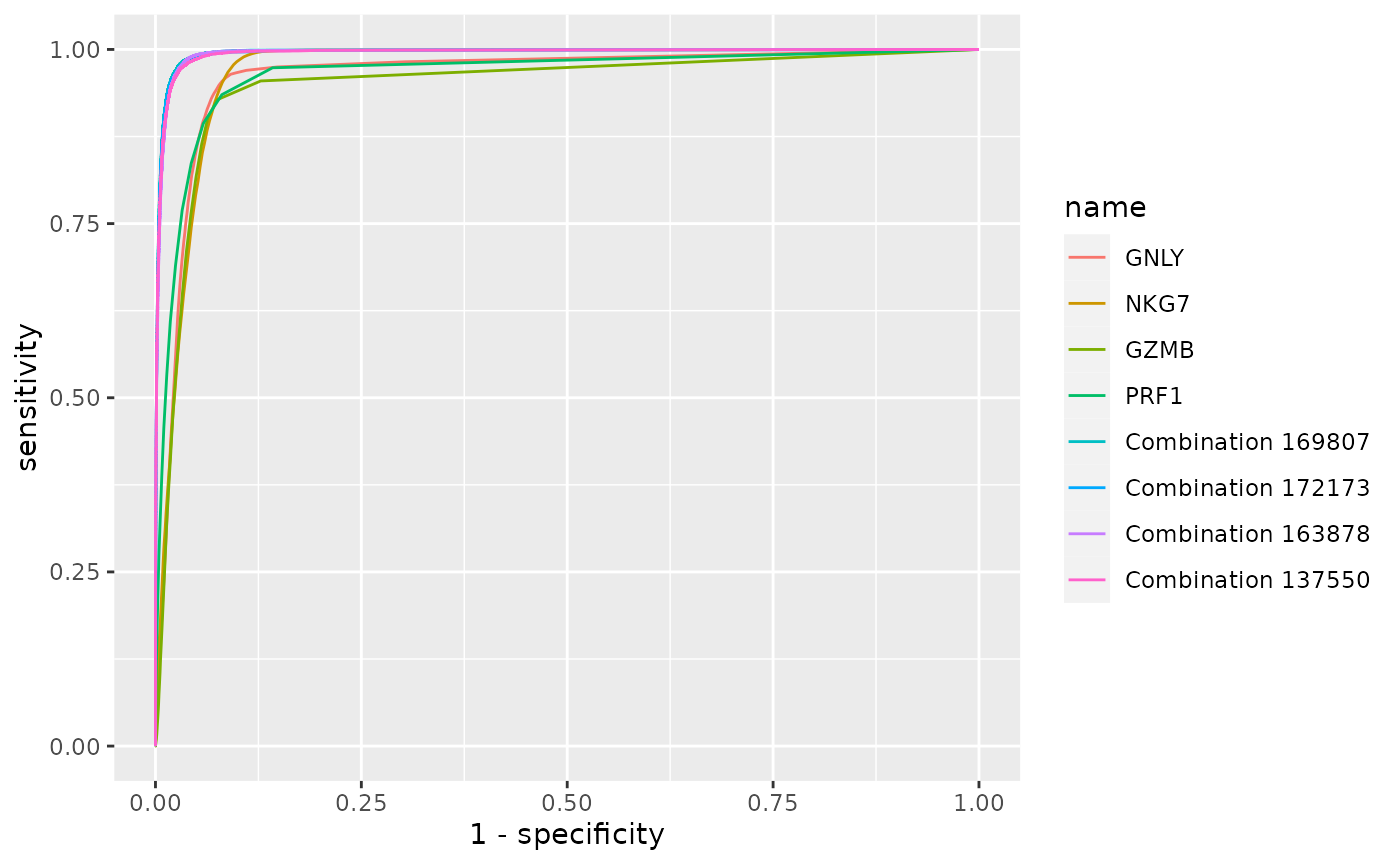 1.00
0.75
0.50
0.25
0.00
sensitivity
0.00 0.25 0.50 0.75 1.00
1 - specificity
name
GNLY
NKG7
GZMB
PRF1
Combination 169807
Combination 172173
Combination 163878
Combination 137550